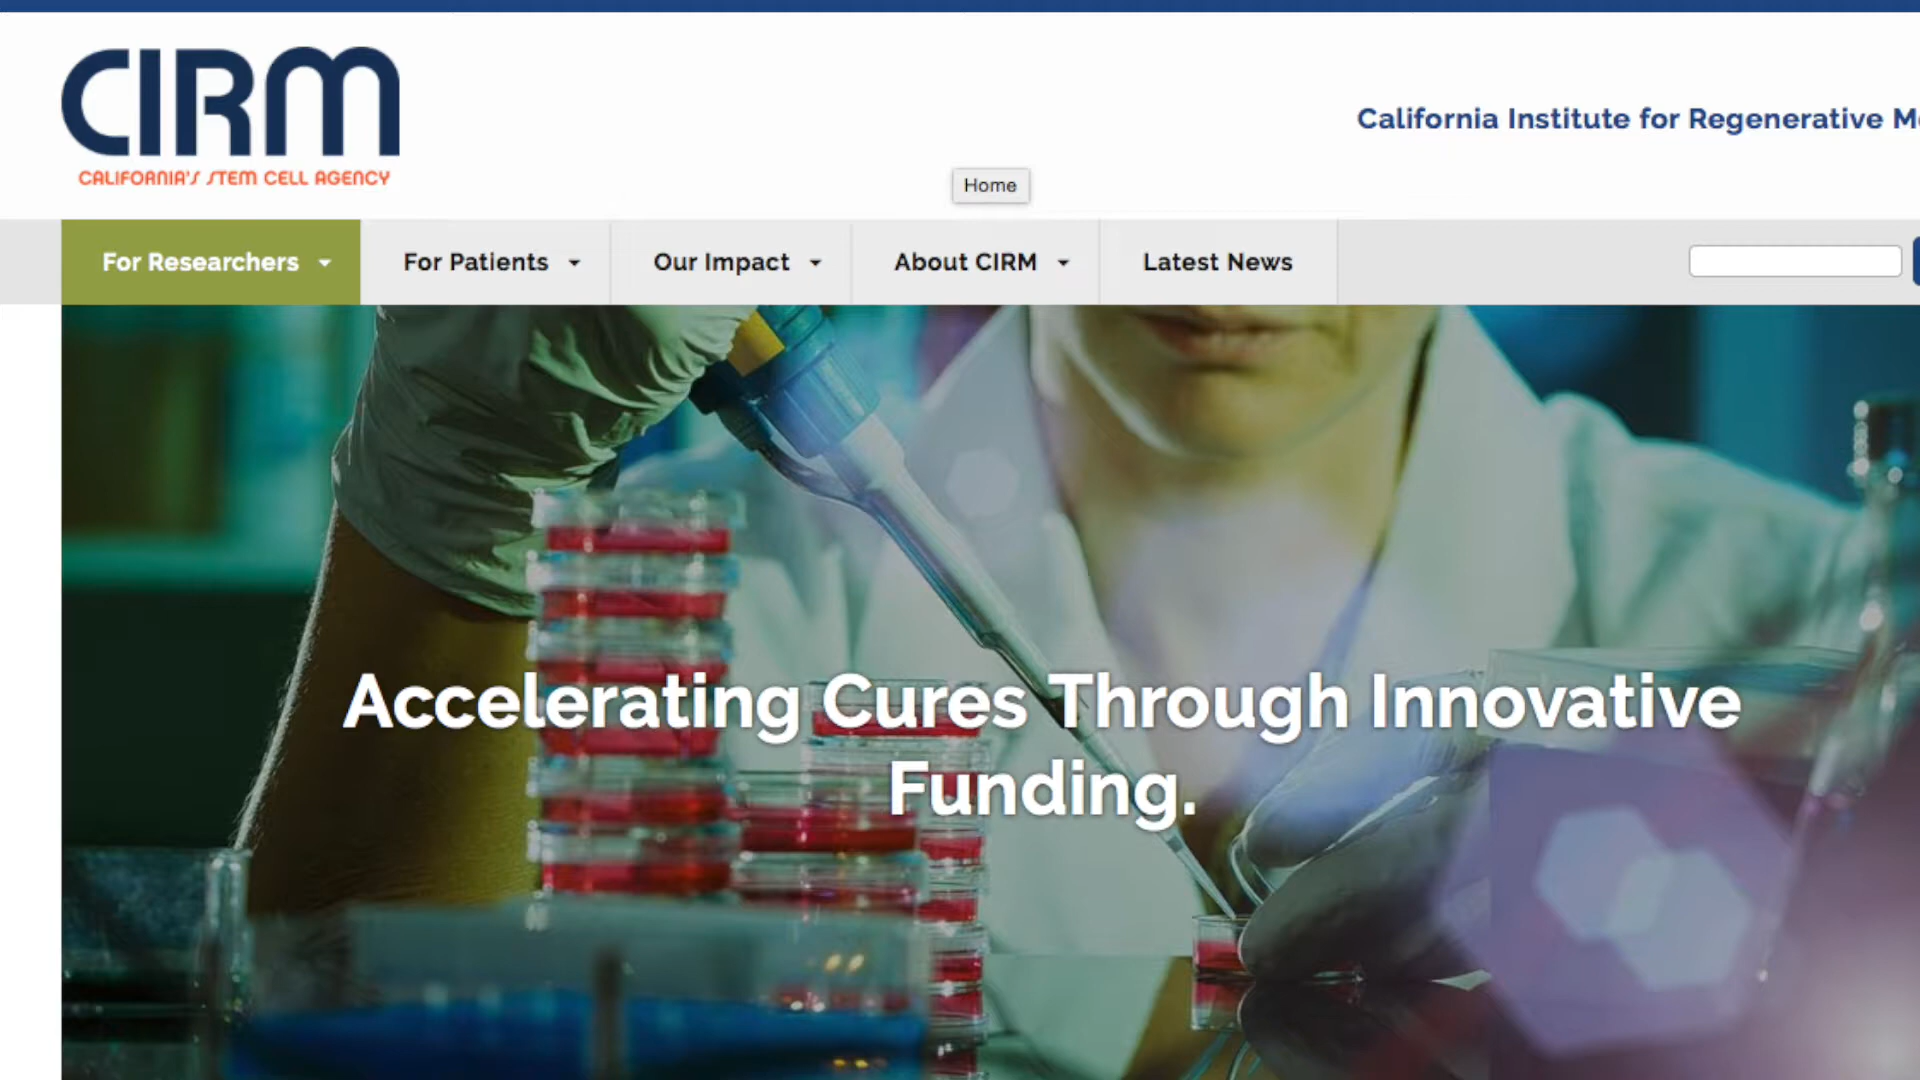 CIRM
CALIFORNIA'S STEM CELL AGENCY
California Institute for Regenerative
Home
For Researchers
For Patients
Our Impact
About CIRM
Latest News
Accelerating Cures Through Innovative
Funding.